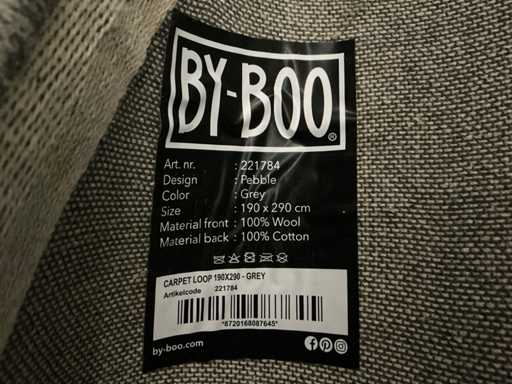 BY-BOO®
Art. nr. : 221784
Design : Pebble
Color : Grey
Size : 190 x 290 cm
Material front : 100% Wool
Material back : 100% Cotton
CARPET LOOP 190X290 - GREY
Artikelcode 221784
*8720168087645*
by-boo.com